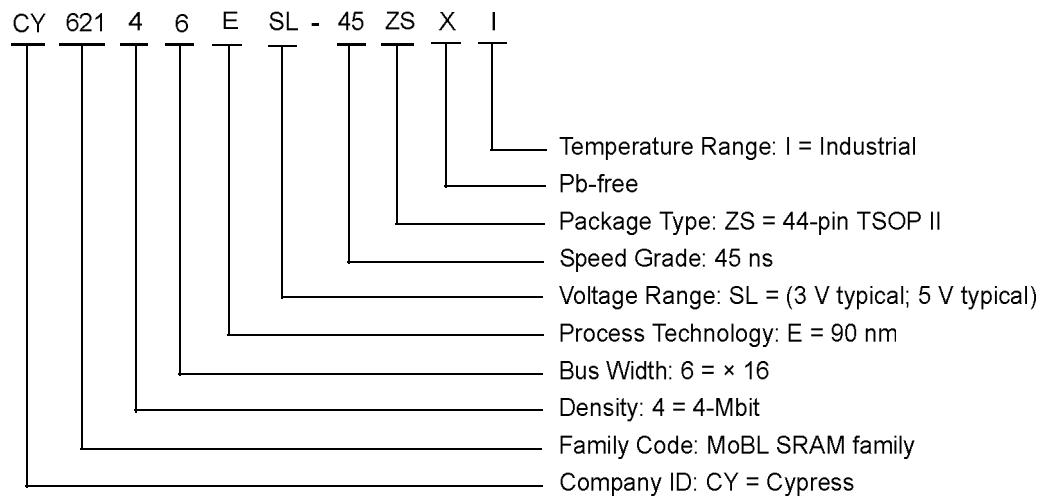 CY 621 4 6 E SL - 45 ZS X I
Temperature Range: I = Industrial
Pb-free
Package Type: ZS = 44-pin TSOP II
Speed Grade: 45 ns
Voltage Range: SL = (3 V typical; 5 V typical)
Process Technology: E = 90 nm
Bus Width: 6 = × 16
Density: 4 = 4-Mbit
Family Code: MoBL SRAM family
Company ID: CY = Cypress